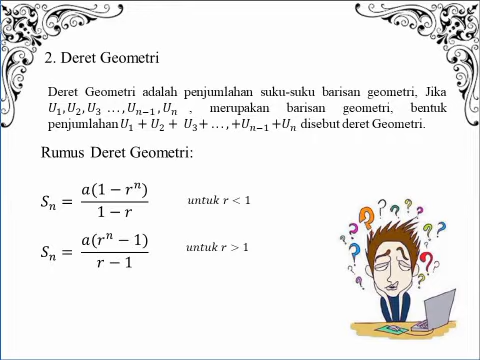 2. Deret Geometri
Deret Geometri adalah penjumlahan suku-suku barisan geometri, Jika
U₁, U₂, U₃ …, Uₙ₋₁, Uₙ , merupakan barisan geometri, bentuk
penjumlahan U₁ + U₂ + U₃+ …, +Uₙ₋₁ +Uₙ disebut deret Geometri.
Rumus Deret Geometri:
Sₙ = a(1 − rⁿ) / 1 − r untuk r < 1
Sₙ = a(rⁿ − 1) / r − 1 untuk r > 1